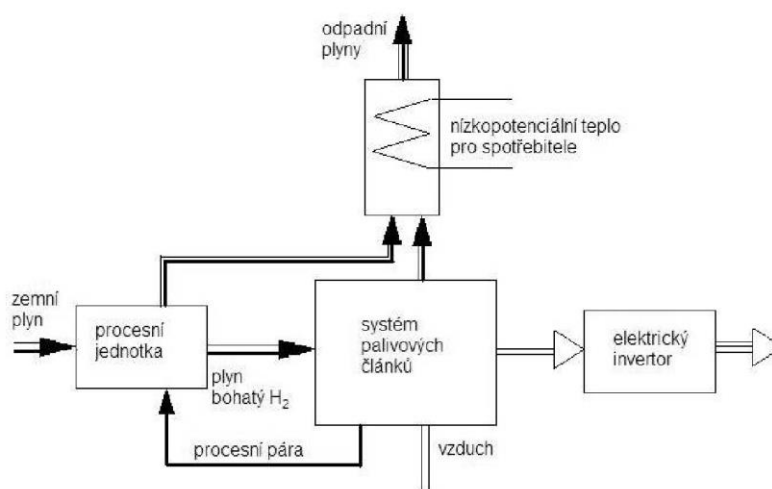 odpadní
plyny
nízkopotenciální teplo
pro spotřebitele
zemní
plyn
procesní
jednotka
plyn
bohatý H₂
systém
palivových
článků
elektrický
invertor
procesní pára
vzduch